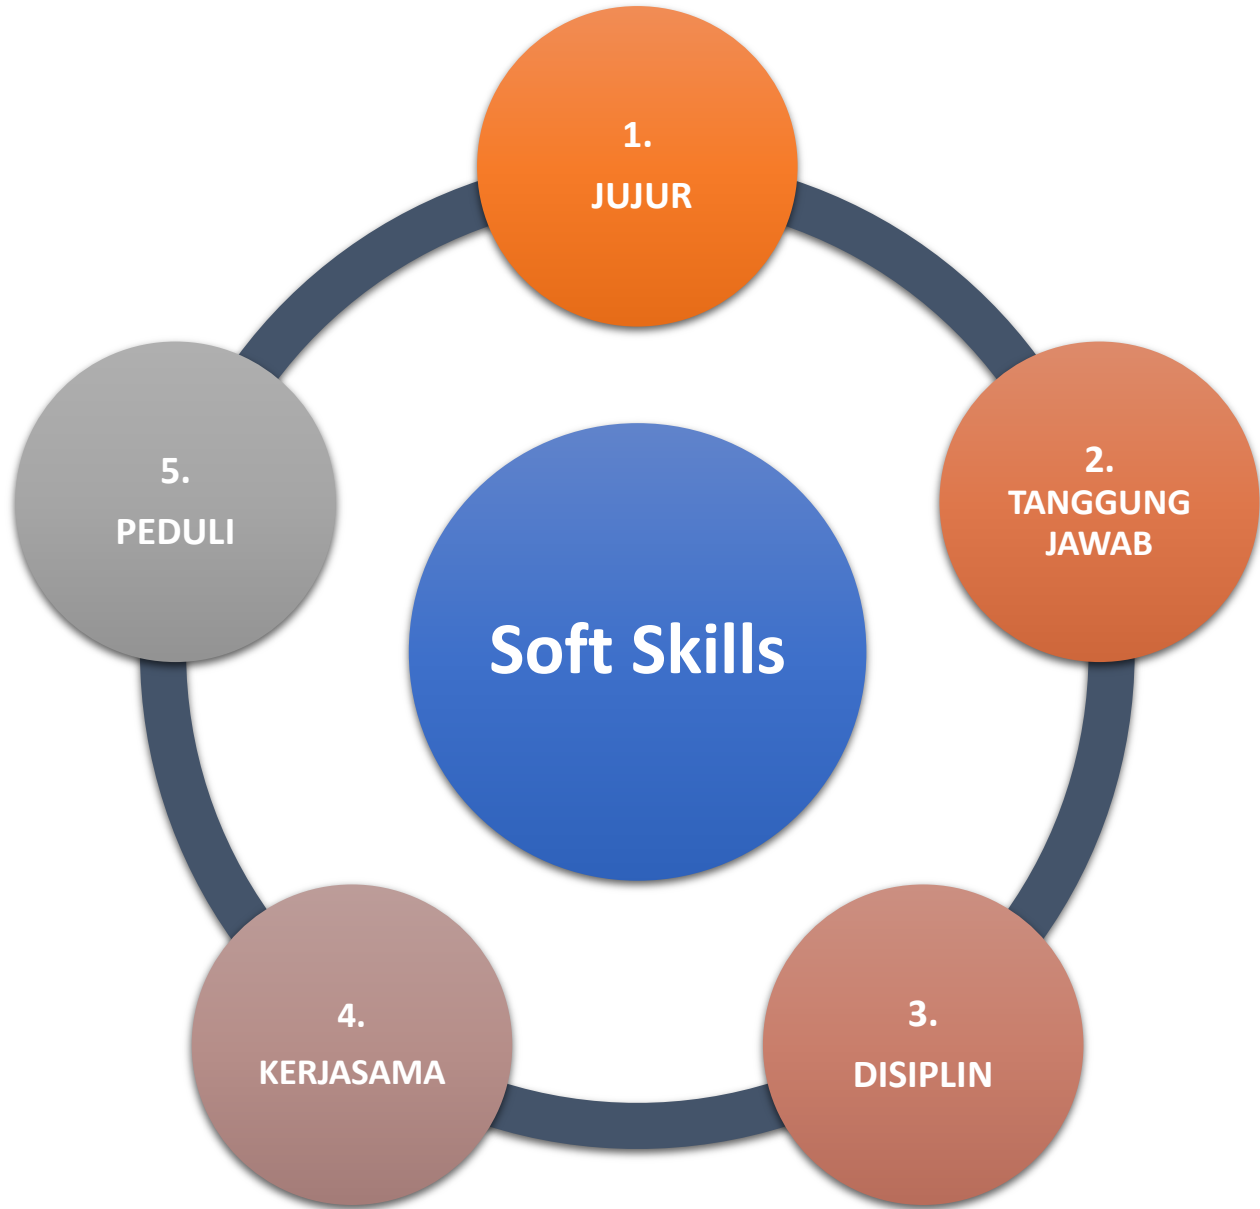 1.
JUJUR
2.
TANGGUNG
JAWAB
3.
DISIPLIN
4.
KERJASAMA
5.
PEDULI
Soft Skills